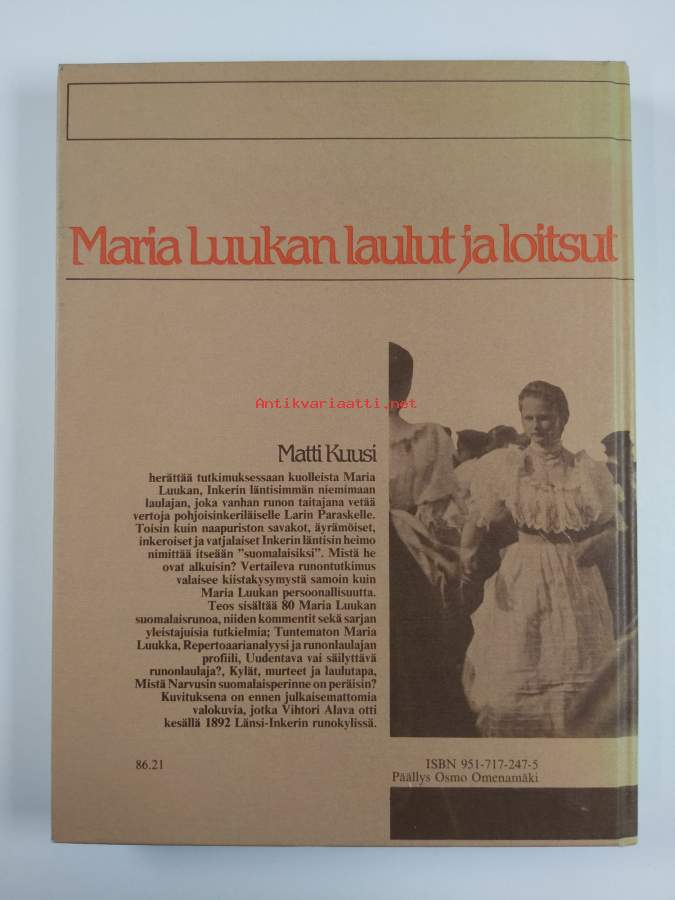 Maria Luukan laulut ja loitsut
Antikvariaatti.net
Matti Kuusi
herättää tutkimuksessaan kuolleista Maria
Luukan, Inkerin läntisimmän niemimaan
laulajan, joka vanhan runon taitajana vetää
vertoja pohjoisinkeriläiselle Larin Paraskelle.
Toisin kuin naapuriston savakot, äyrämöiset,
inkeroiset ja vatjalaiset Inkerin läntisin heimo
nimittää itseään ”suomalaisiksi”. Mistä he
ovat alkuisin? Vertaileva runontutkimus
valaisee kiistakysymystä samoin kuin
Maria Luukan persoonallisuutta.
Teos sisältää 80 Maria Luukan
suomalaisrunoa, niiden kommentit sekä sarjan
yleistajuisia tutkielmia; Tuntematon Maria
Luukka, Repertoaarianalyysi ja runonlaulajan
profiili, Uudentava vai säilyttävä
runonlaulaja?, Kylät, murteet ja laulutapa,
Mistä Narvusin suomalaisperinne on peräisin?
Kuvituksena on ennen julkaisemattomia
valokuvia, jotka Vihtori Alava otti
kesällä 1892 Länsi-Inkerin runokylissä.
86.21
ISBN 951-717-247-5
Päällys Osmo Omenamäki